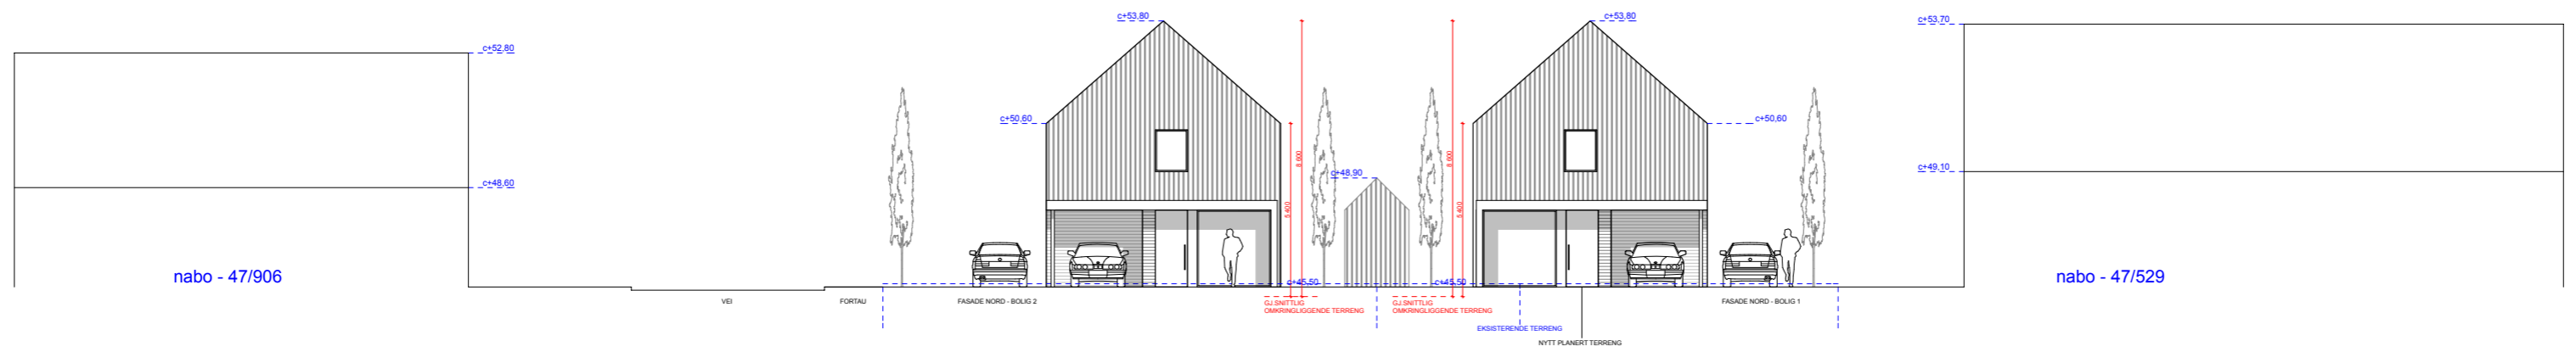 c+53,80
c+53,80
c+53,70
c+52,80
c+50,60
c+50,60
8 600
8 600
c+49,10
c+48,90
c+48,60
5 400
5 400
nabo - 47/906
nabo - 47/529
c+45,50
c+45,50
VEI
FORTAU
FASADE NORD - BOLIG 2
GJ.SNITTLIG
OMKRINGLIGGENDE TERRENG
GJ.SNITTLIG
OMKRINGLIGGENDE TERRENG
FASADE NORD - BOLIG 1
EKSISTERENDE TERRENG
NYTT PLANERT TERRENG